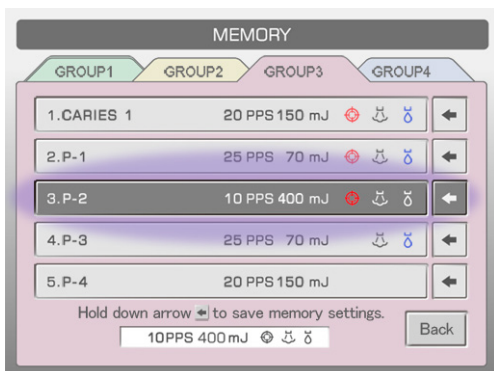 MEMORY
GROUP1 GROUP2 GROUP3 GROUP4
1.CARIES 1 20 PPS 150 mJ
2.P-1 25 PPS 70 mJ
3.P-2 10 PPS 400 mJ
4.P-3 25 PPS 70 mJ
5.P-4 20 PPS 150 mJ
Hold down arrow to save memory settings.
10PPS 400mJ
Back